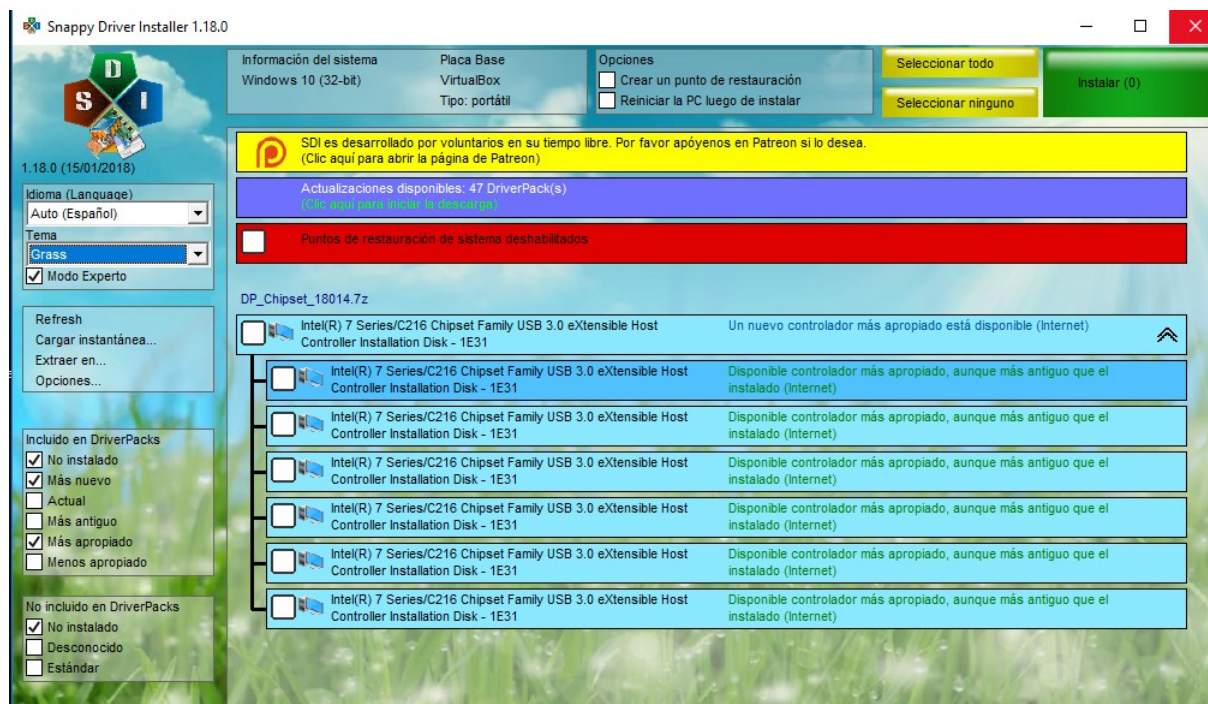 Snappy Driver Installer 1.18.0
D
S
I
1.18.0 (15/01/2018)
Idioma (Language)
Auto (Español)
Tema
Grass
Modo Experto
Refresh
Cargar instantánea...
Extraer en...
Opciones...
Incluido en DriverPacks
No instalado
Más nuevo
Actual
Más antiguo
Más apropiado
Menos apropiado
No incluido en DriverPacks
No instalado
Desconocido
Estándar
Información del sistema
Windows 10 (32-bit)
Placa Base
VirtualBox
Tipo: portátil
Opciones
Crear un punto de restauración
Reiniciar la PC luego de instalar
Seleccionar todo
Seleccionar ninguno
Instalar (0)
SDI es desarrollado por voluntarios en su tiempo libre. Por favor apóyenos en Patreon si lo desea.
(Clic aquí para abrir la página de Patreon)
Actualizaciones disponibles: 47 DriverPack(s)
(Clic aquí para iniciar la descarga)
Puntos de restauración de sistema deshabilitados
DP_Chipset_18014.7z
Intel(R) 7 Series/C216 Chipset Family USB 3.0 eXtensible Host
Controller Installation Disk - 1E31
Un nuevo controlador más apropiado está disponible (Internet)
Intel(R) 7 Series/C216 Chipset Family USB 3.0 eXtensible Host
Controller Installation Disk - 1E31
Disponible controlador más apropiado, aunque más antiguo que el
instalado (Internet)
Intel(R) 7 Series/C216 Chipset Family USB 3.0 eXtensible Host
Controller Installation Disk - 1E31
Disponible controlador más apropiado, aunque más antiguo que el
instalado (Internet)
Intel(R) 7 Series/C216 Chipset Family USB 3.0 eXtensible Host
Controller Installation Disk - 1E31
Disponible controlador más apropiado, aunque más antiguo que el
instalado (Internet)
Intel(R) 7 Series/C216 Chipset Family USB 3.0 eXtensible Host
Controller Installation Disk - 1E31
Disponible controlador más apropiado, aunque más antiguo que el
instalado (Internet)
Intel(R) 7 Series/C216 Chipset Family USB 3.0 eXtensible Host
Controller Installation Disk - 1E31
Disponible controlador más apropiado, aunque más antiguo que el
instalado (Internet)
Intel(R) 7 Series/C216 Chipset Family USB 3.0 eXtensible Host
Controller Installation Disk - 1E31
Disponible controlador más apropiado, aunque más antiguo que el
instalado (Internet)